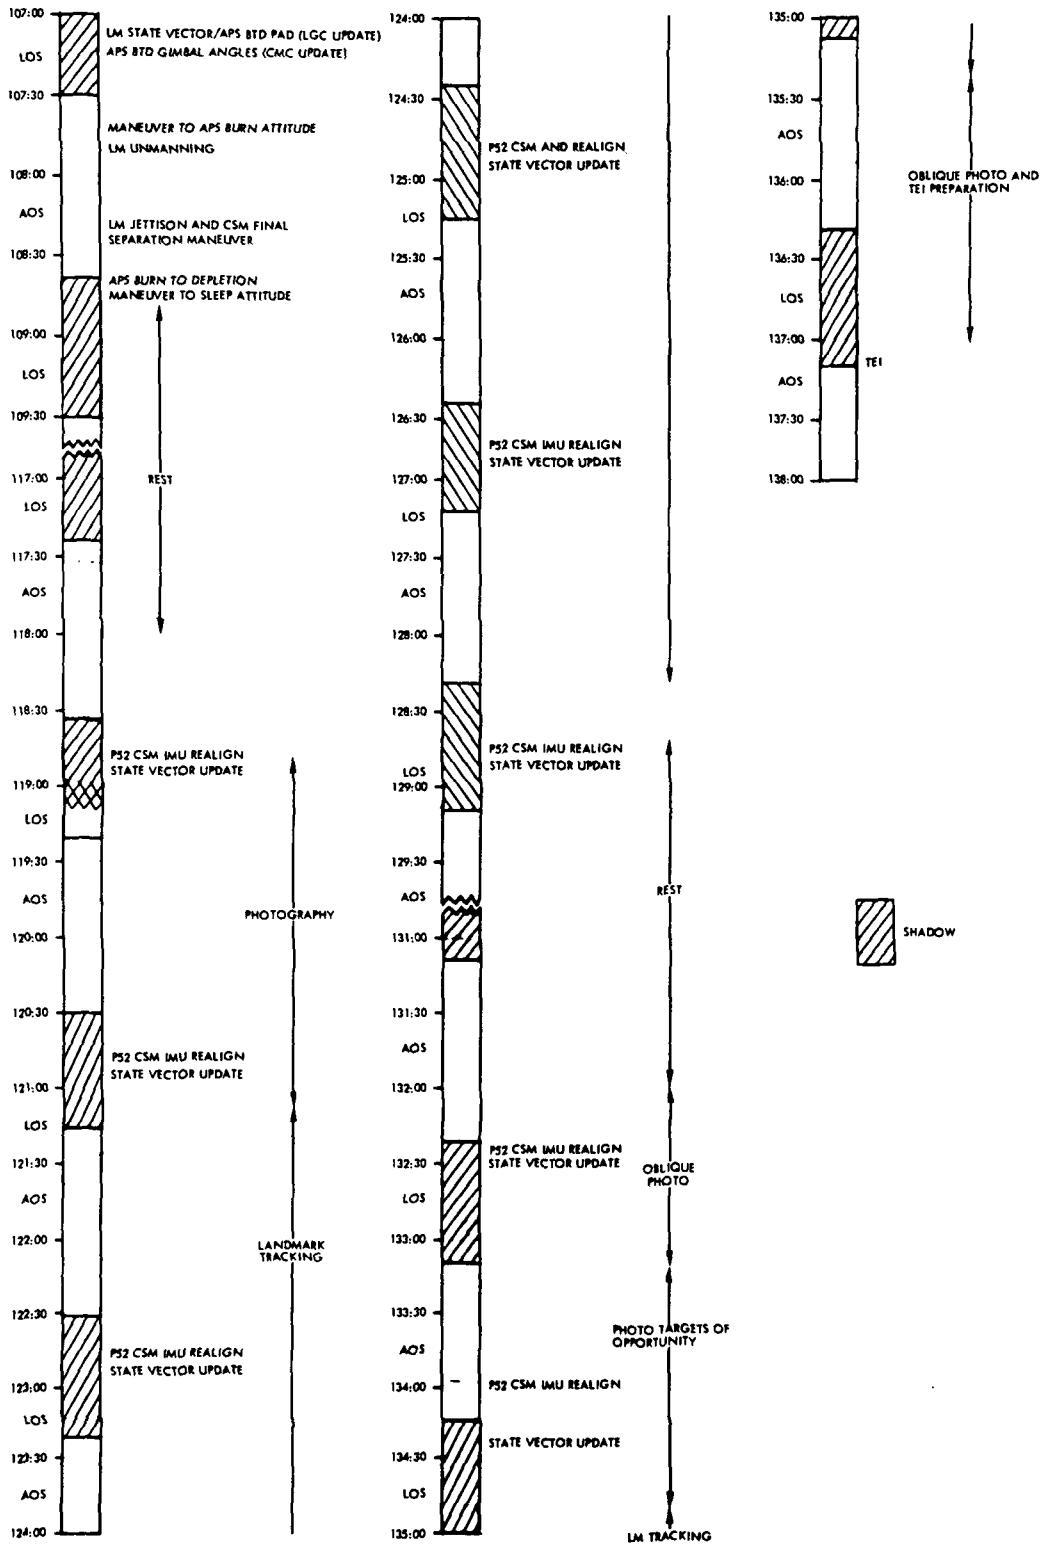 107:00
LM STATE VECTOR/APS BTD PAD (LGC UPDATE)
APS BTD GIMBAL ANGLES (CMC UPDATE)
LOS
107:30
MANEUVER TO APS BURN ATTITUDE
LM UNMANNING
108:00
AOS
LM JETTISON AND CSM FINAL
SEPARATION MANEUVER
108:30
APS BURN TO DEPLETION
MANEUVER TO SLEEP ATTITUDE
109:00
LOS
109:30
REST
117:00
LOS
117:30
AOS
118:00
118:30
P52 CSM IMU REALIGN
STATE VECTOR UPDATE
119:00
LOS
119:30
AOS
PHOTOGRAPHY
120:00
120:30
P52 CSM IMU REALIGN
STATE VECTOR UPDATE
121:00
LOS
121:30
AOS
122:00
LANDMARK
TRACKING
122:30
P52 CSM IMU REALIGN
STATE VECTOR UPDATE
123:00
LOS
123:30
AOS
124:00
124:00
124:30
P52 CSM AND REALIGN
STATE VECTOR UPDATE
125:00
LOS
125:30
AOS
126:00
126:30
P52 CSM IMU REALIGN
STATE VECTOR UPDATE
127:00
LOS
127:30
AOS
128:00
128:30
P52 CSM IMU REALIGN
STATE VECTOR UPDATE
LOS
129:00
129:30
AOS
REST
131:00
131:30
AOS
132:00
P52 CSM IMU REALIGN
STATE VECTOR UPDATE
132:30
OBLIQUE
PHOTO
LOS
133:00
133:30
PHOTO TARGETS OF
OPPORTUNITY
AOS
134:00
P52 CSM IMU REALIGN
STATE VECTOR UPDATE
134:30
LOS
135:00
LM TRACKING
135:00
135:30
AOS
136:00
OBLIQUE PHOTO AND
TEI PREPARATION
136:30
LOS
137:00
TEI
AOS
137:30
138:00
SHADOW